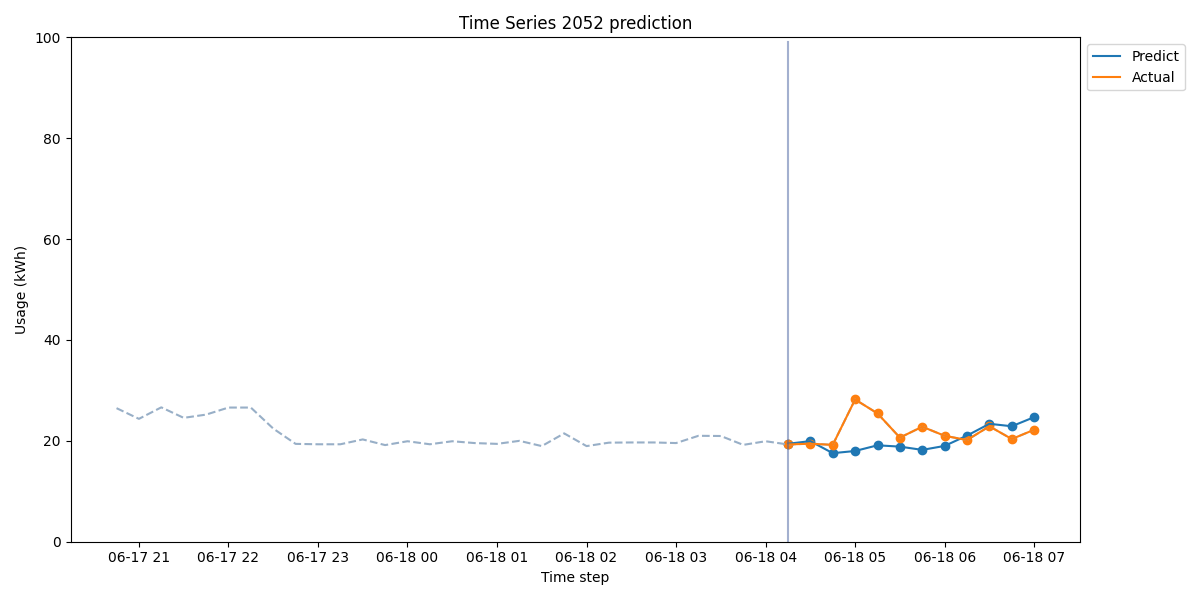 Time Series 2052 prediction
100
80
60
40
20
0
Usage (kWh)
Predict
Actual
06-17 21 06-17 22 06-17 23 06-18 00 06-18 01 06-18 02 06-18 03 06-18 04 06-18 05 06-18 06 06-18 07
Time step